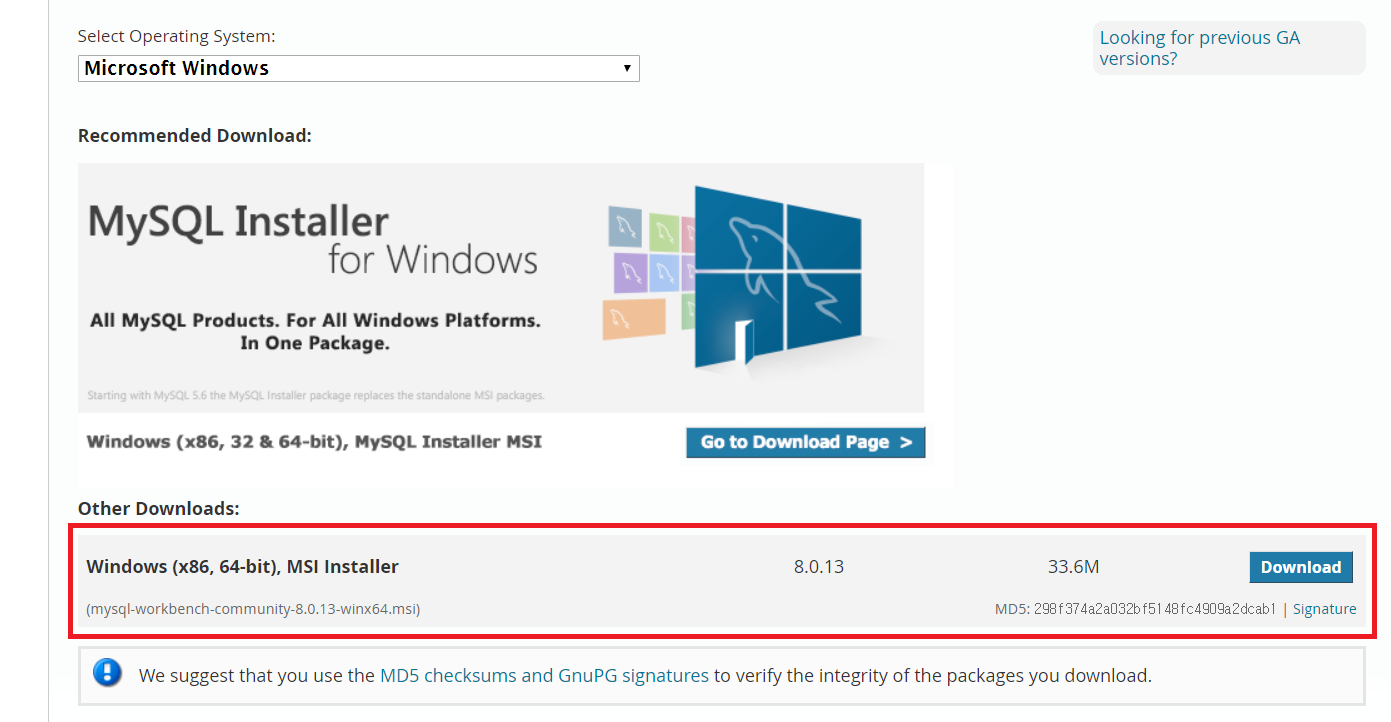 Select Operating System:
Looking for previous GA
versions?
Microsoft Windows
Recommended Download:
MySQL Installer
for Windows
All MySQL Products. For All Windows Platforms.
In One Package.
Starting with MySQL 5.6 the MySQL Installer package replaces the standalone MSI packages.
Windows (x86, 32 & 64-bit), MySQL Installer MSI
Go to Download Page >
Other Downloads:
Windows (x86, 64-bit), MSI Installer 8.0.13 33.6M Download
(mysql-workbench-community-8.0.13-winx64.msi) MD5: 298f374a2a032bf5148fc4909a2dcab1 | Signature
We suggest that you use the MD5 checksums and GnuPG signatures to verify the integrity of the packages you download.